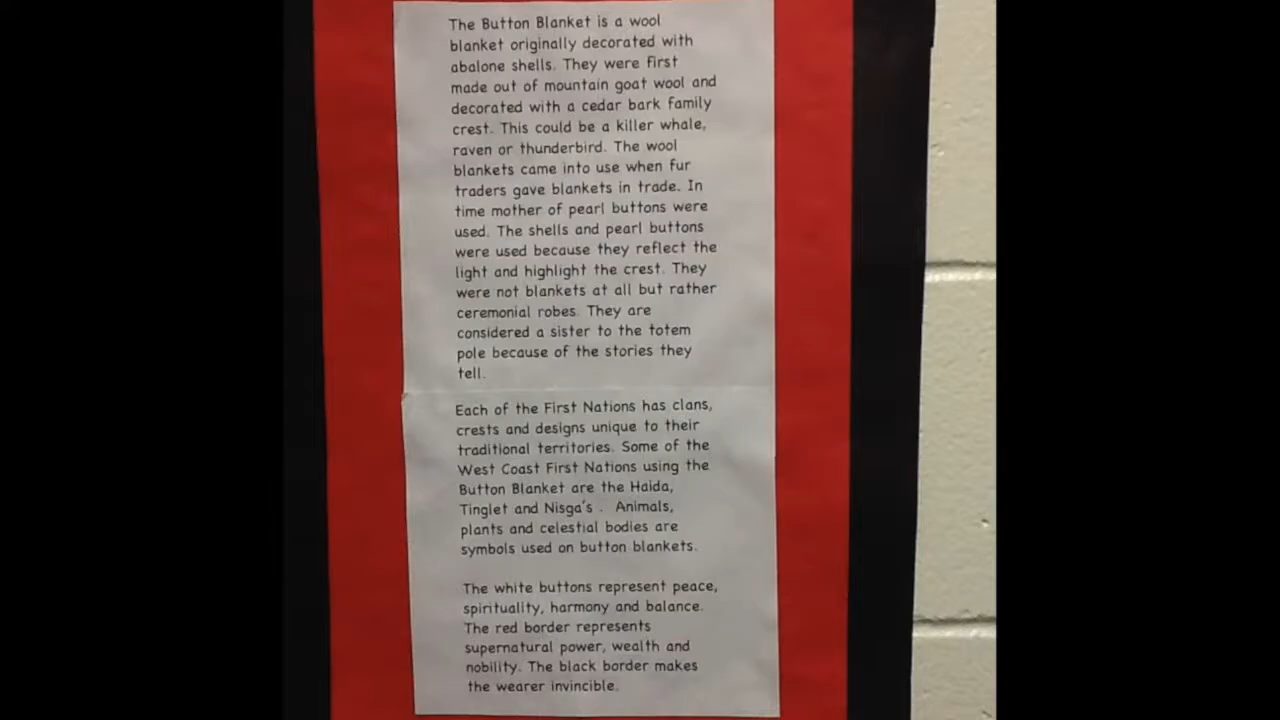 The Button Blanket is a wool
blanket originally decorated with
abalone shells. They were first
made out of mountain goat wool and
decorated with a cedar bark family
crest. This could be a killer whale,
raven or thunderbird. The wool
blankets came into use when fur
traders gave blankets in trade. In
time mother of pearl buttons were
used. The shells and pearl buttons
were used because they reflect the
light and highlight the crest. They
were not blankets at all but rather
ceremonial robes. They are
considered a sister to the totem
pole because of the stories they
tell.
Each of the First Nations has clans,
crests and designs unique to their
traditional territories. Some of the
West Coast First Nations using the
Button Blanket are the Haida,
Tinglet and Nisga's . Animals,
plants and celestial bodies are
symbols used on button blankets.
The white buttons represent peace,
spirituality, harmony and balance.
The red border represents
supernatural power, wealth and
nobility. The black border makes
the wearer invincible.